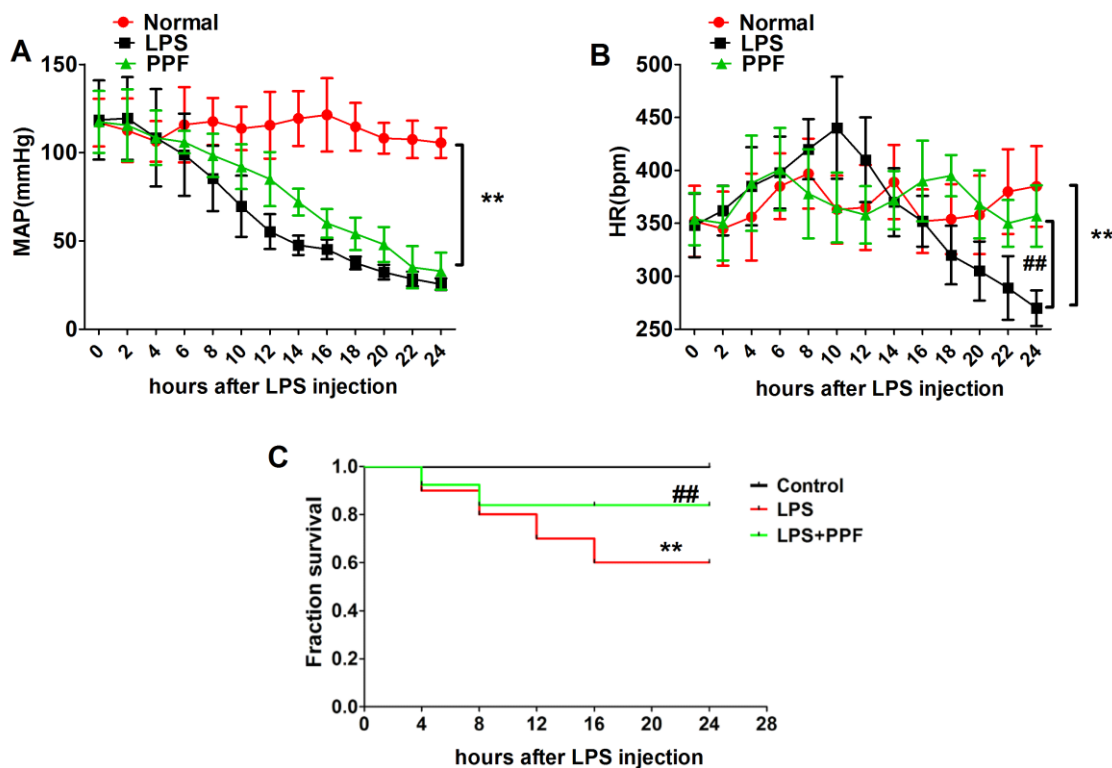 A
Normal
LPS
PPF
MAP(mmHg)
150
100
50
0
0 2 4 6 8 10 12 14 16 18 20 22 24
hours after LPS injection
**
B
Normal
LPS
PPF
HR(bpm)
500
450
400
350
300
250
0 2 4 6 8 10 12 14 16 18 20 22 24
hours after LPS injection
##
**
C
Fraction survival
1.0
0.8
0.6
0.4
0.2
0.0
0 4 8 12 16 20 24 28
hours after LPS injection
##
**
Control
LPS
LPS+PPF